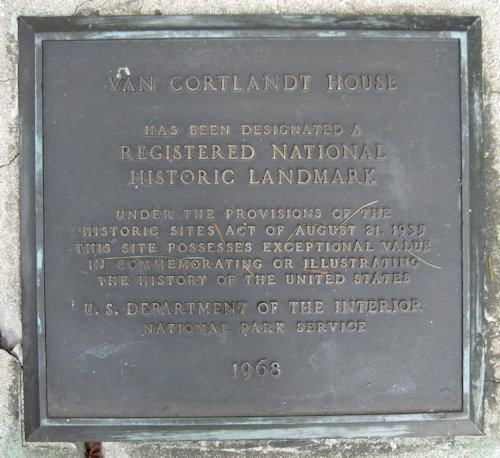 VAN CORTLANDT HOUSE
HAS BEEN DESIGNATED A
REGISTERED NATIONAL
HISTORIC LANDMARK
UNDER THE PROVISIONS OF THE
HISTORIC SITES ACT OF AUGUST 21, 1935
THIS SITE POSSESSES EXCEPTIONAL VALUE
IN COMMEMORATING OR ILLUSTRATING
THE HISTORY OF THE UNITED STATES
U. S. DEPARTMENT OF THE INTERIOR
NATIONAL PARK SERVICE
1968